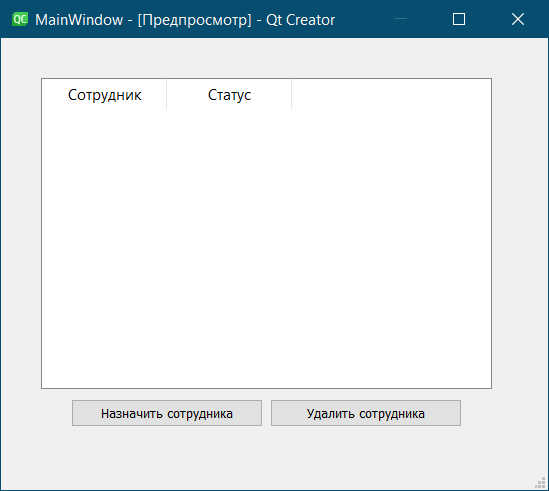 QC MainWindow - [Предпросмотр] - Qt Creator
Сотрудник Статус
Назначить сотрудника Удалить сотрудника